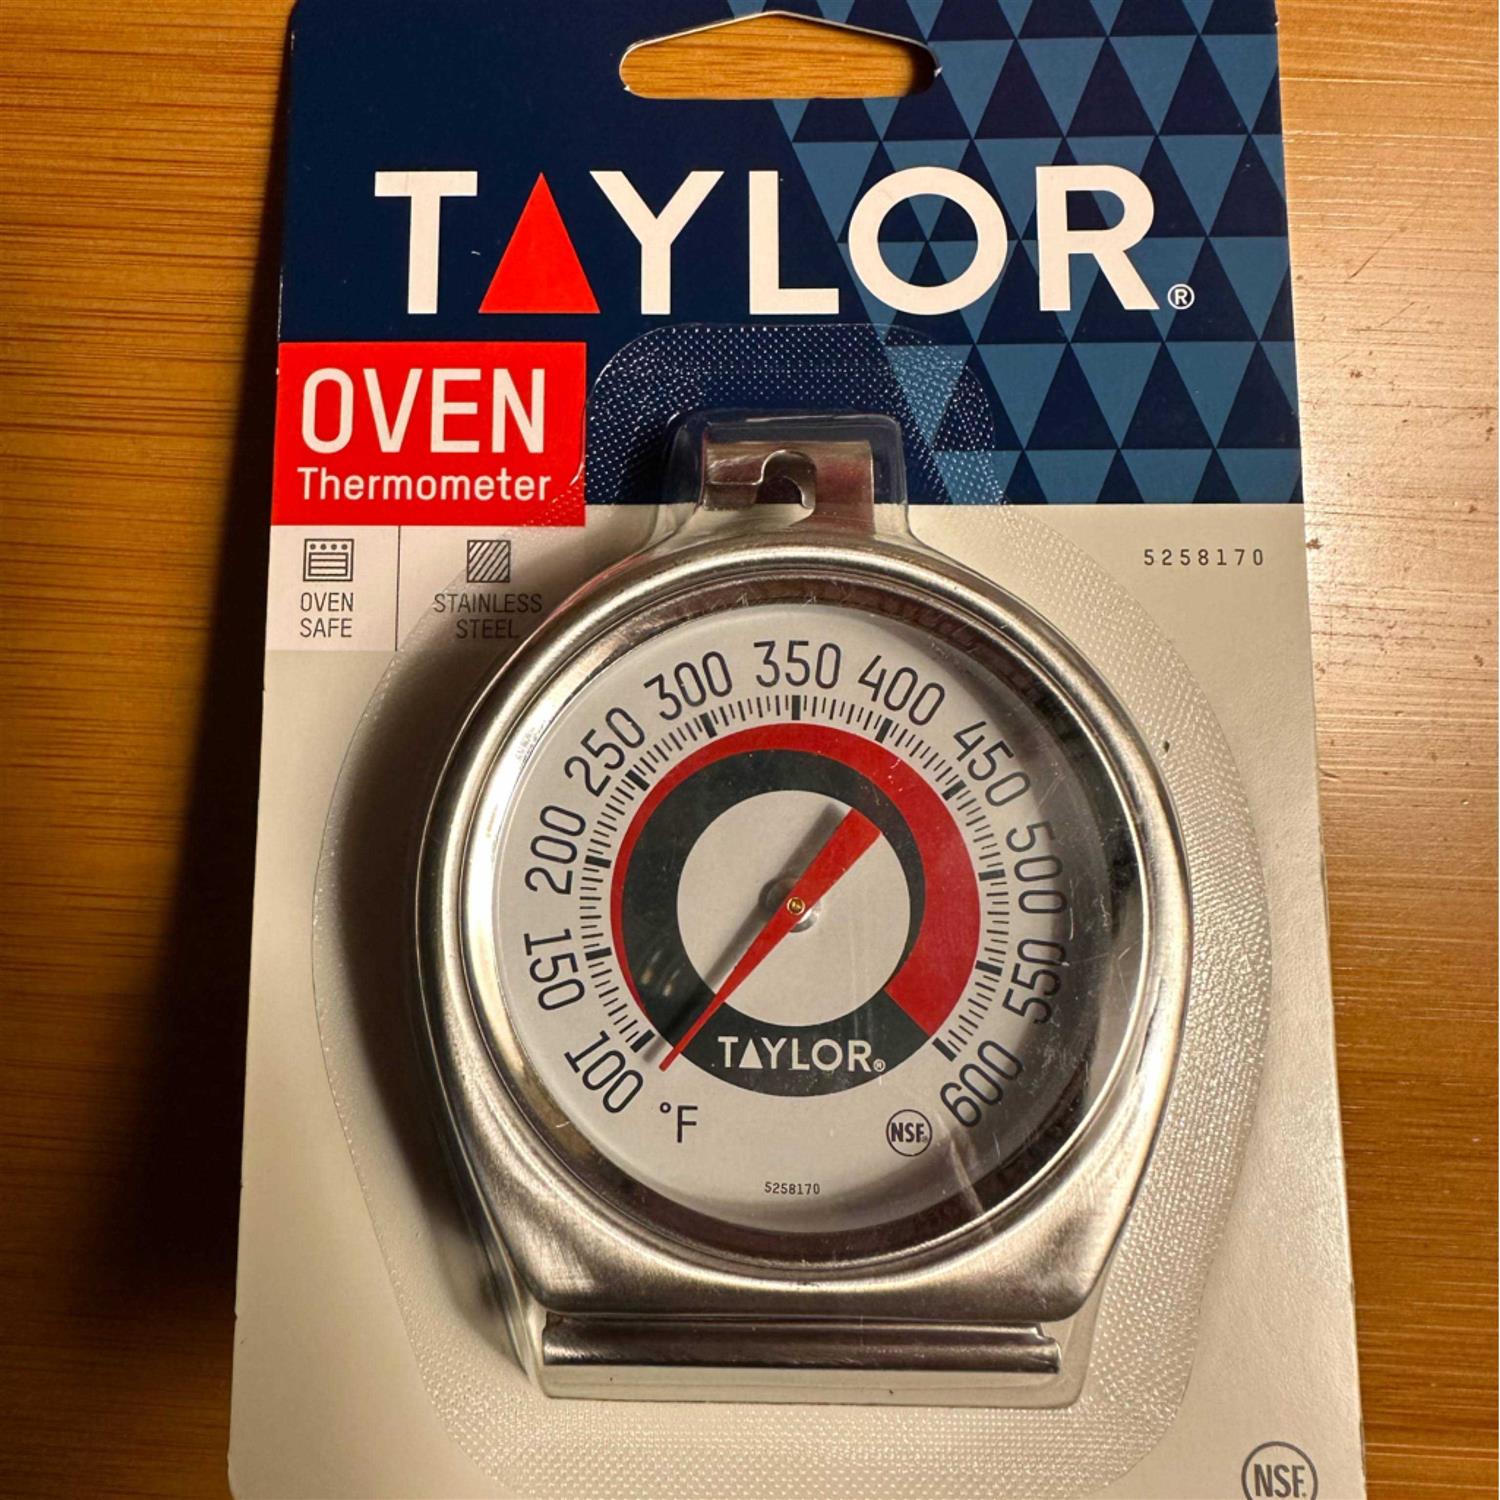 TAYLOR®
OVEN
Thermometer
OVEN
SAFE
STAINLESS
STEEL
5258170
100
150
200
250
300
350
400
450
500
550
600
TAYLOR®
°F
NSF®
5258170
NSF®